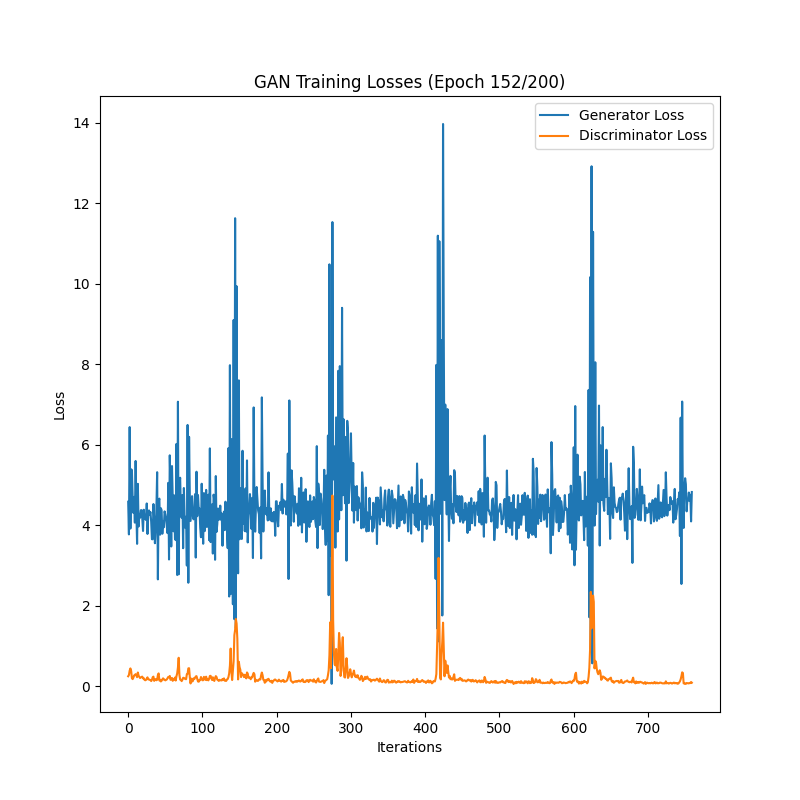 GAN Training Losses (Epoch 152/200)
Generator Loss
Discriminator Loss
14
12
10
8
6
4
2
0
Loss
0 100 200 300 400 500 600 700
Iterations